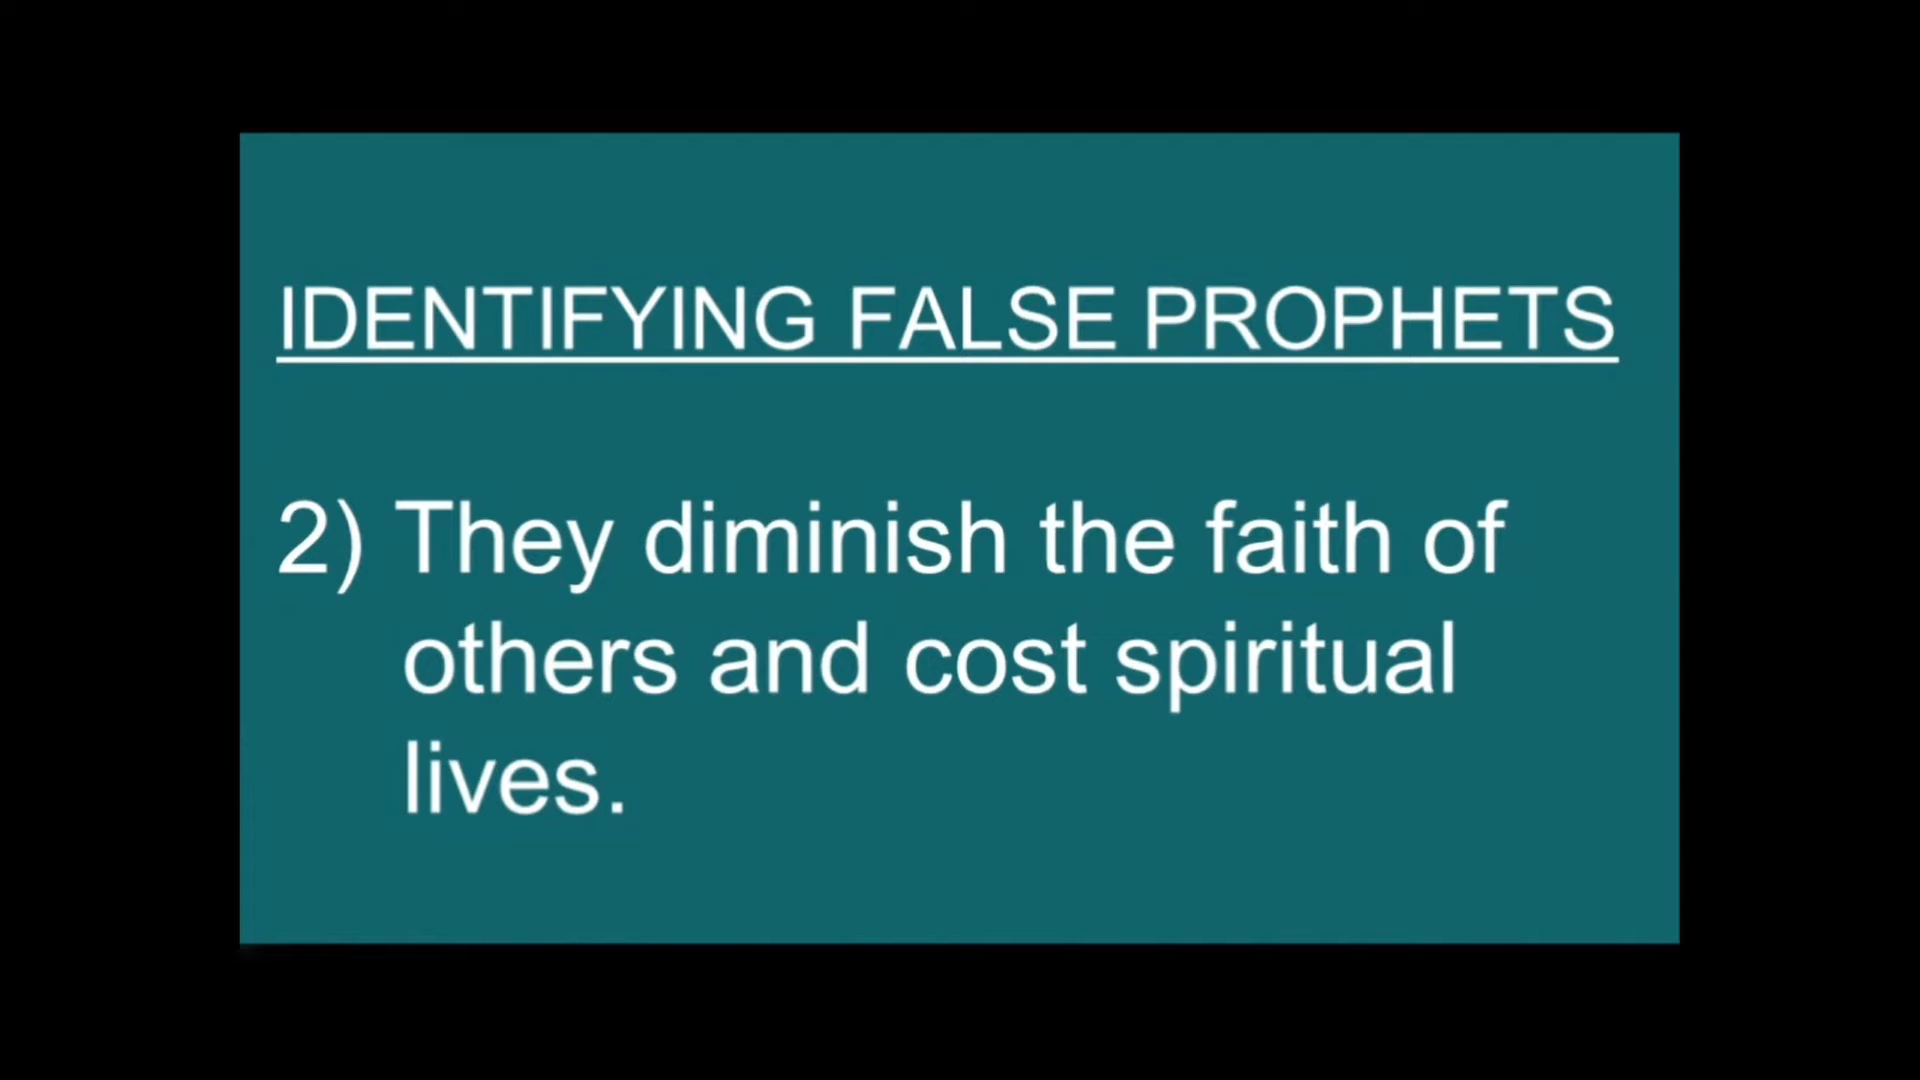 IDENTIFYING FALSE PROPHETS
2) They diminish the faith of
others and cost spiritual
lives.